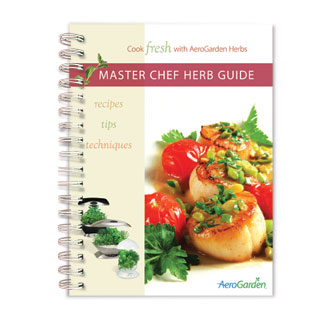 Cook fresh with AeroGarden Herbs
MASTER CHEF HERB GUIDE
recipes
tips
techniques
AeroGarden